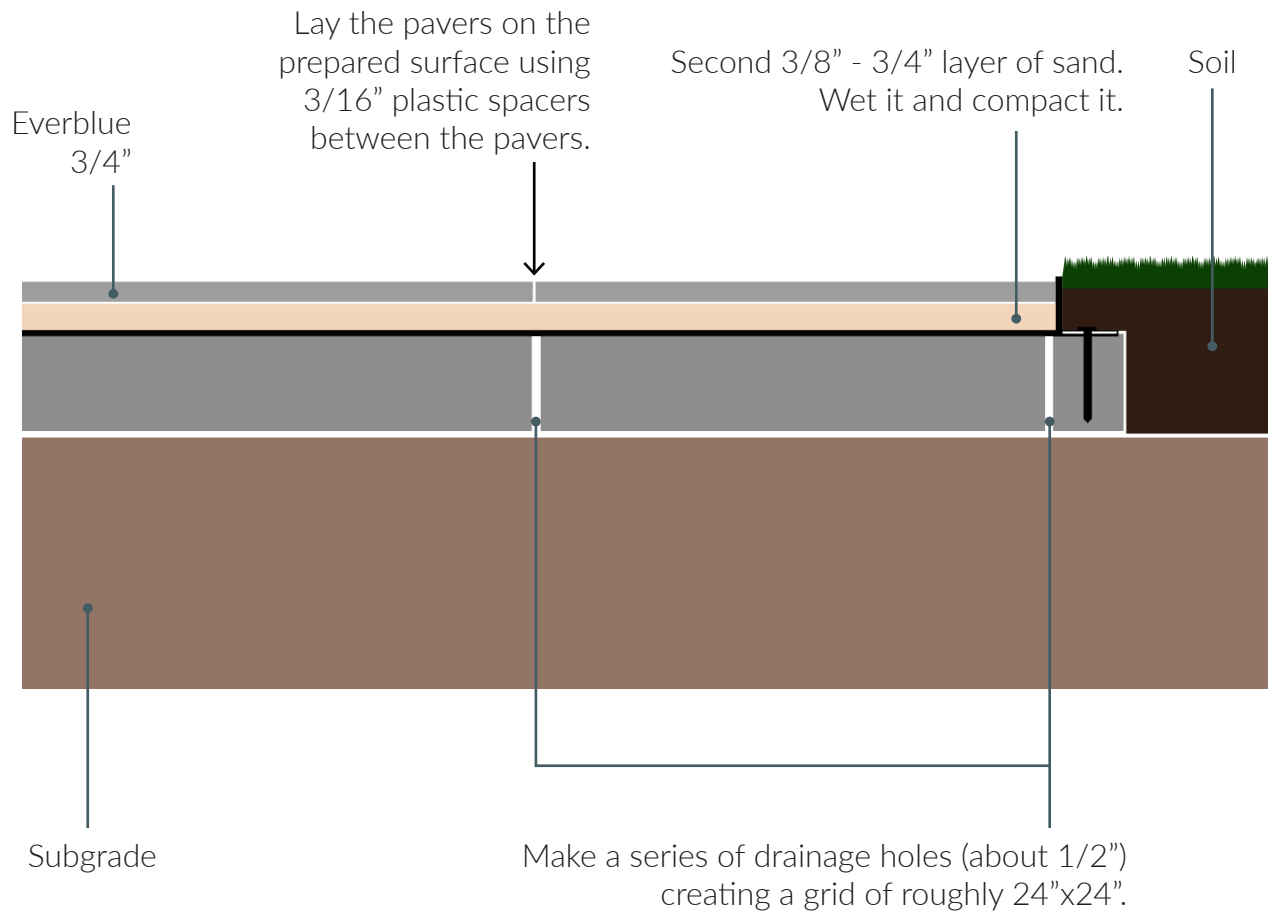 Lay the pavers on the
prepared surface using
3/16” plastic spacers
between the pavers.
Second 3/8” - 3/4” layer of sand.
Wet it and compact it.
Soil
Everblue
3/4”
Subgrade
Make a series of drainage holes (about 1/2”)
creating a grid of roughly 24”x24”.